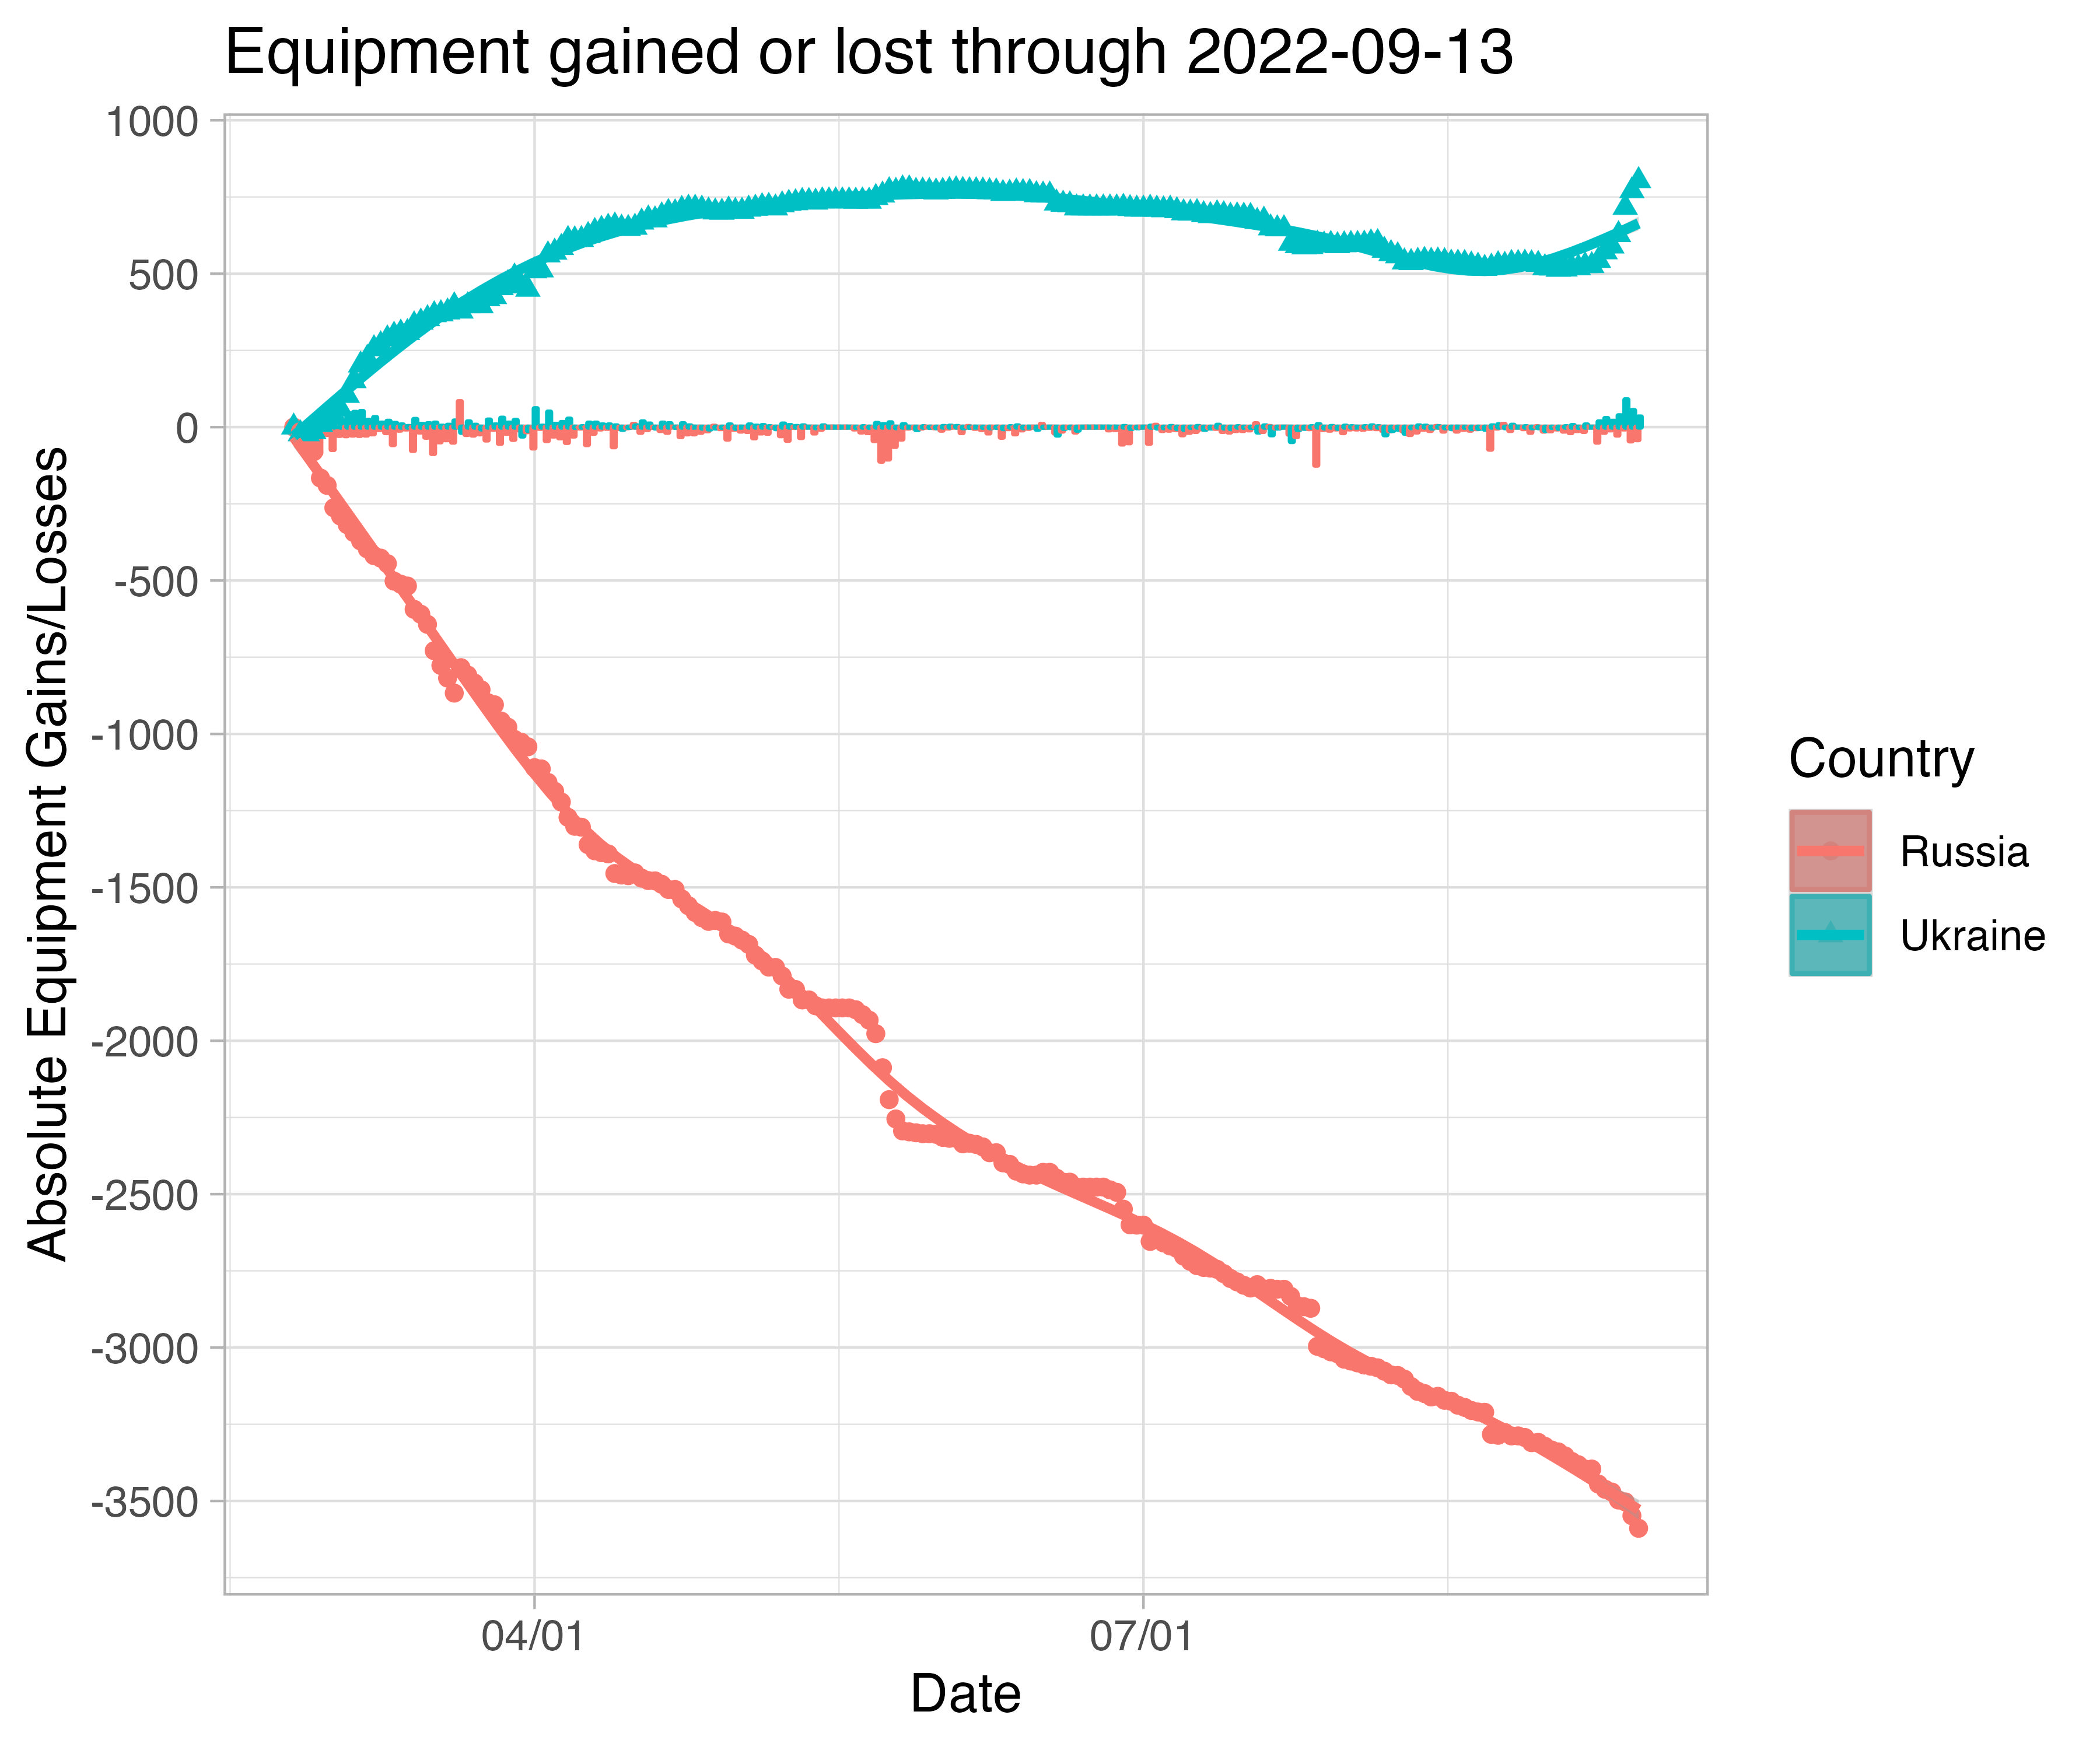 Equipment gained or lost through 2022-09-13
Absolute Equipment Gains/Losses
1000
500
0
-500
-1000
-1500
-2000
-2500
-3000
-3500
04/01
07/01
Date
Country
Russia
Ukraine